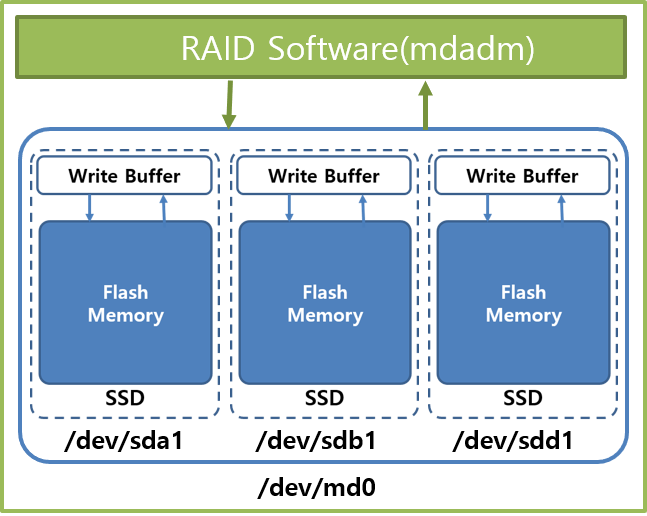 RAID Software(mdadm)
Write Buffer
Write Buffer
Write Buffer
Flash
Memory
Flash
Memory
Flash
Memory
SSD
SSD
SSD
/dev/sda1
/dev/sdb1
/dev/sdd1
/dev/md0